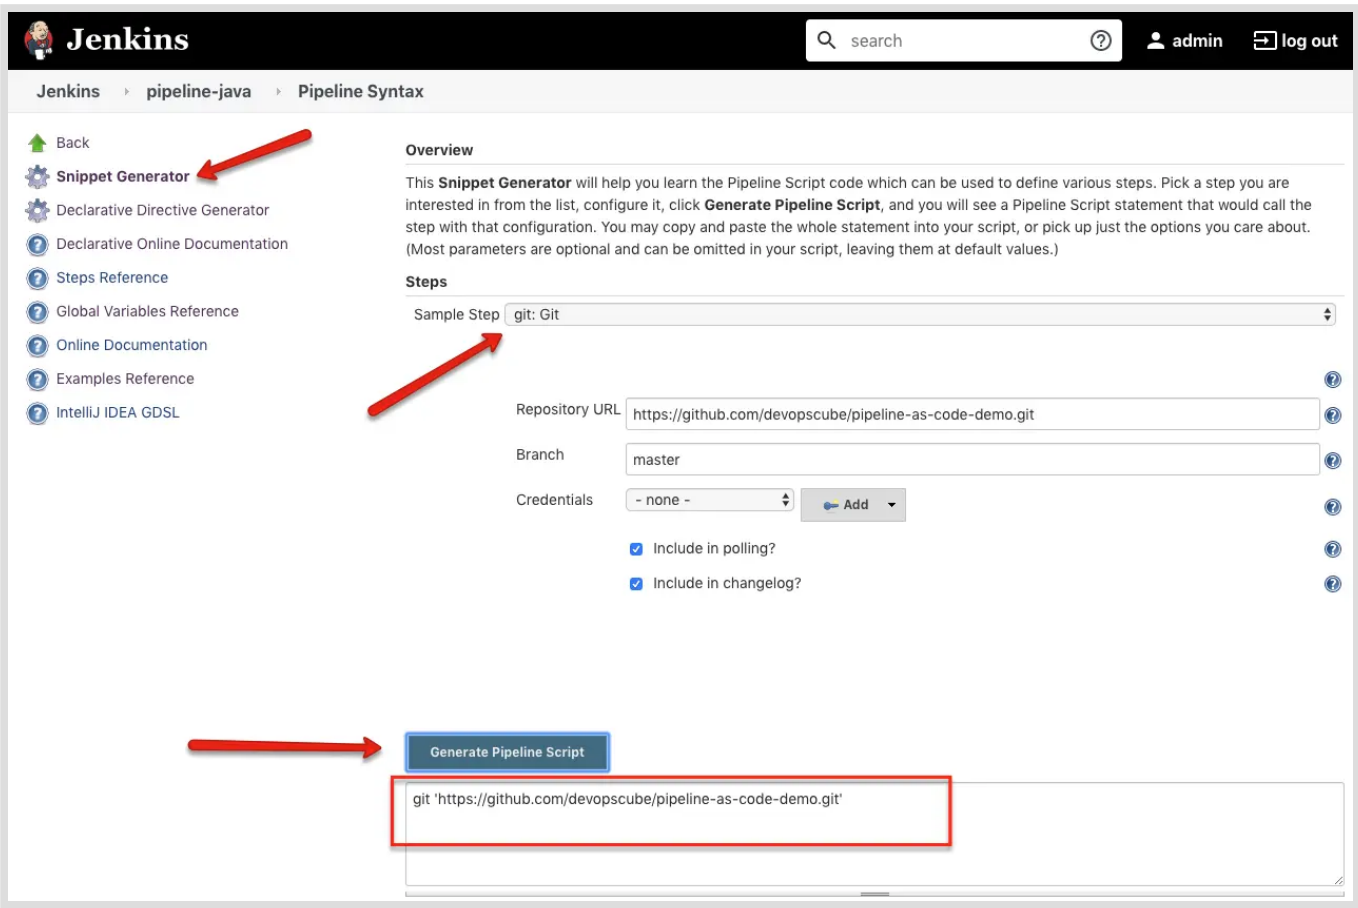 Jenkins
search
admin
log out
Jenkins
pipeline-java
Pipeline Syntax
Back
Snippet Generator
Declarative Directive Generator
Declarative Online Documentation
Steps Reference
Global Variables Reference
Online Documentation
Examples Reference
IntelliJ IDEA GDSL
Overview
This Snippet Generator will help you learn the Pipeline Script code which can be used to define various steps. Pick a step you are
interested in from the list, configure it, click Generate Pipeline Script, and you will see a Pipeline Script statement that would call the
step with that configuration. You may copy and paste the whole statement into your script, or pick up just the options you care about.
(Most parameters are optional and can be omitted in your script, leaving them at default values.)
Steps
Sample Step git: Git
Repository URL https://github.com/devopscube/pipeline-as-code-demo.git
Branch master
Credentials - none - Add
Include in polling?
Include in changelog?
Generate Pipeline Script
git 'https://github.com/devopscube/pipeline-as-code-demo.git'